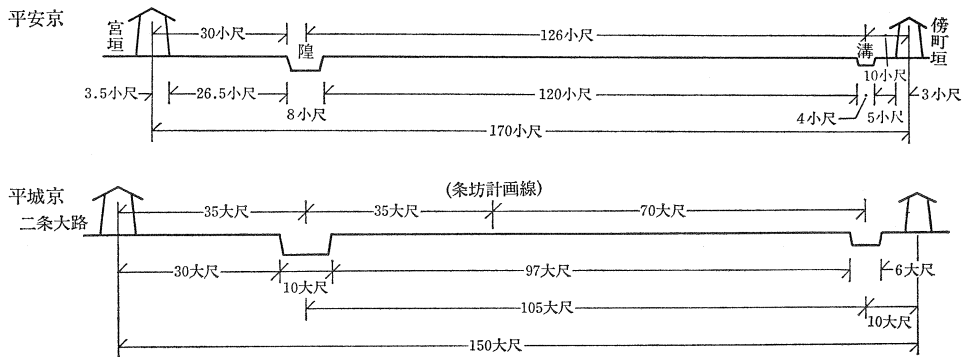 平安京
宮垣
30小尺
隍
126小尺
溝
傍町垣
10小尺
3.5小尺
26.5小尺
8小尺
120小尺
4小尺
5小尺
3小尺
170小尺
平城京
二条大路
(条坊計画線)
35大尺
35大尺
70大尺
30大尺
10大尺
97大尺
6大尺
105大尺
10大尺
150大尺